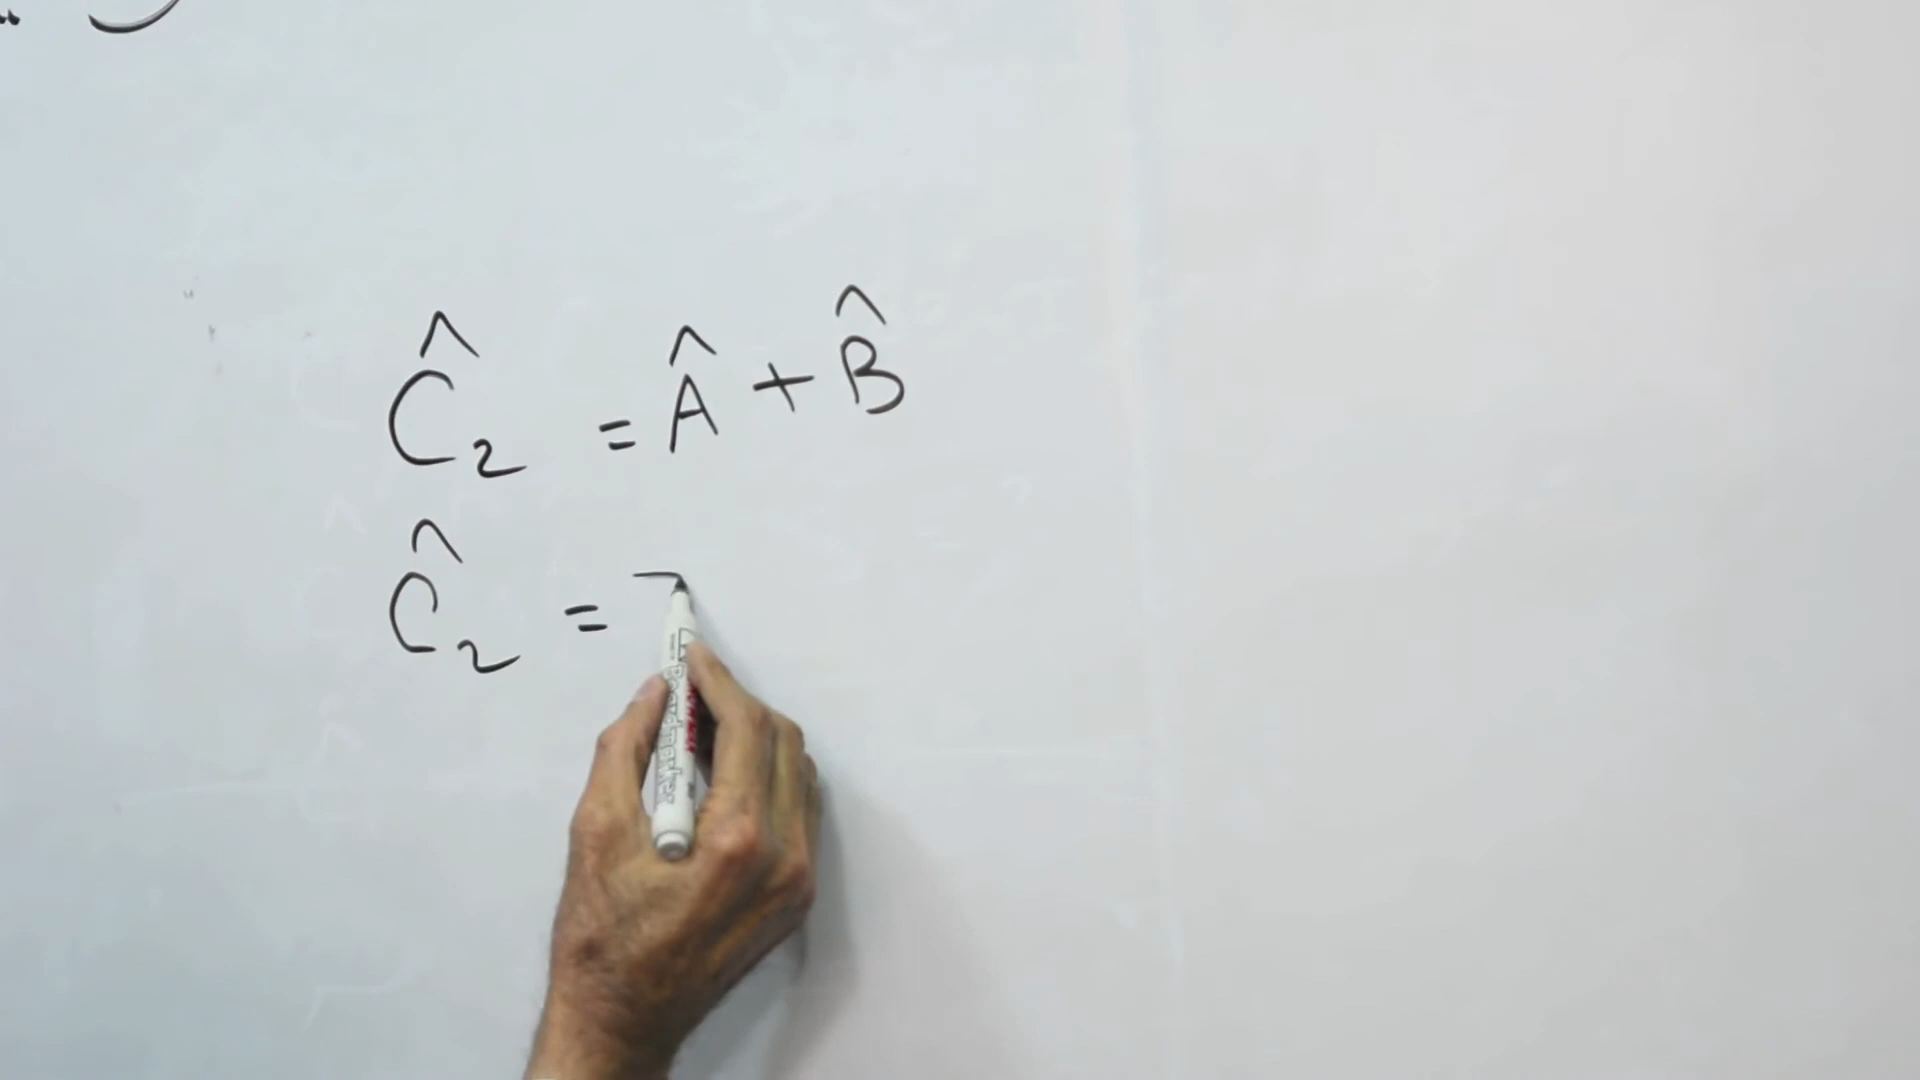 Ĉ₂ = Â + B̂
Ĉ₂ =